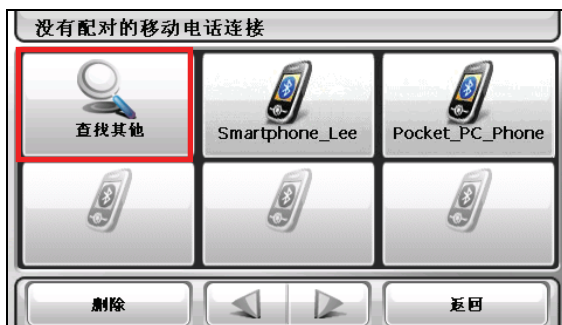 没有配对的移动电话连接
查找其他
Smartphone_Lee
Pocket_PC_Phone
删除
返回